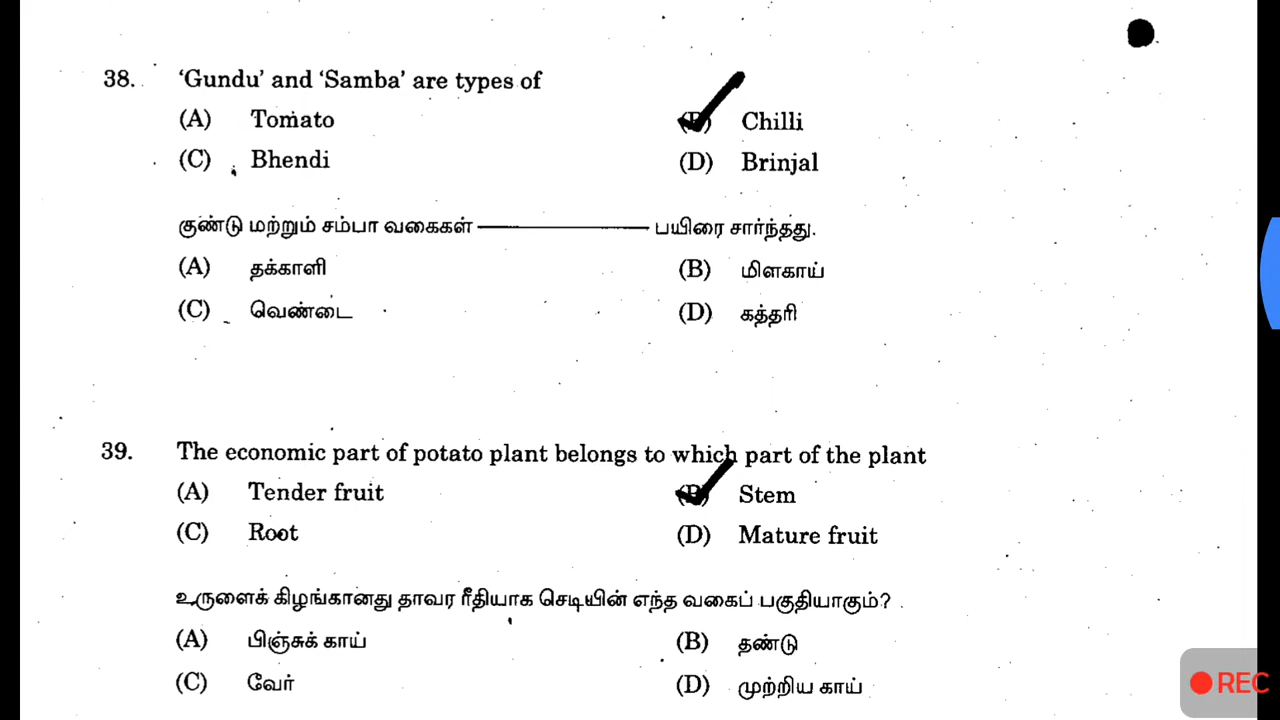 38. 'Gundu' and 'Samba' are types of
(A) Tomato (B) Chilli
(C) Bhendi (D) Brinjal
குண்டு மற்றும் சம்பா வகைகள் ———— பயிரை சார்ந்தது.
(A) தக்காளி (B) மிளகாய்
(C) வெண்டை (D) கத்தரி
39. The economic part of potato plant belongs to which part of the plant
(A) Tender fruit (B) Stem
(C) Root (D) Mature fruit
உருளைக் கிழங்கானது தாவர ரீதியாக செடியின் எந்த வகைப் பகுதியாகும்?
(A) பிஞ்சுக் காய் (B) தண்டு
(C) வேர் (D) முற்றிய காய்
REC